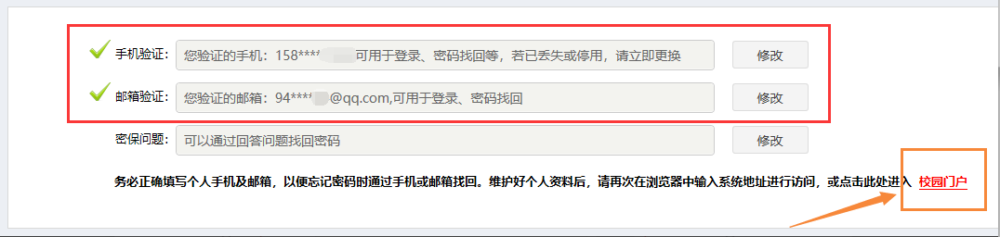 手机验证：您验证的手机：158****可用于登录、密码找回等，若已丢失或停用，请立即更换 修改
邮箱验证：您验证的邮箱：94****@qq.com,可用于登录、密码找回 修改
密保问题：可以通过回答问题找回密码 修改
务必正确填写个人手机及邮箱，以便忘记密码时通过手机或邮箱找回。维护好个人资料后，请再次在浏览器中输入系统地址进行访问，或点击此处进入 校园门户